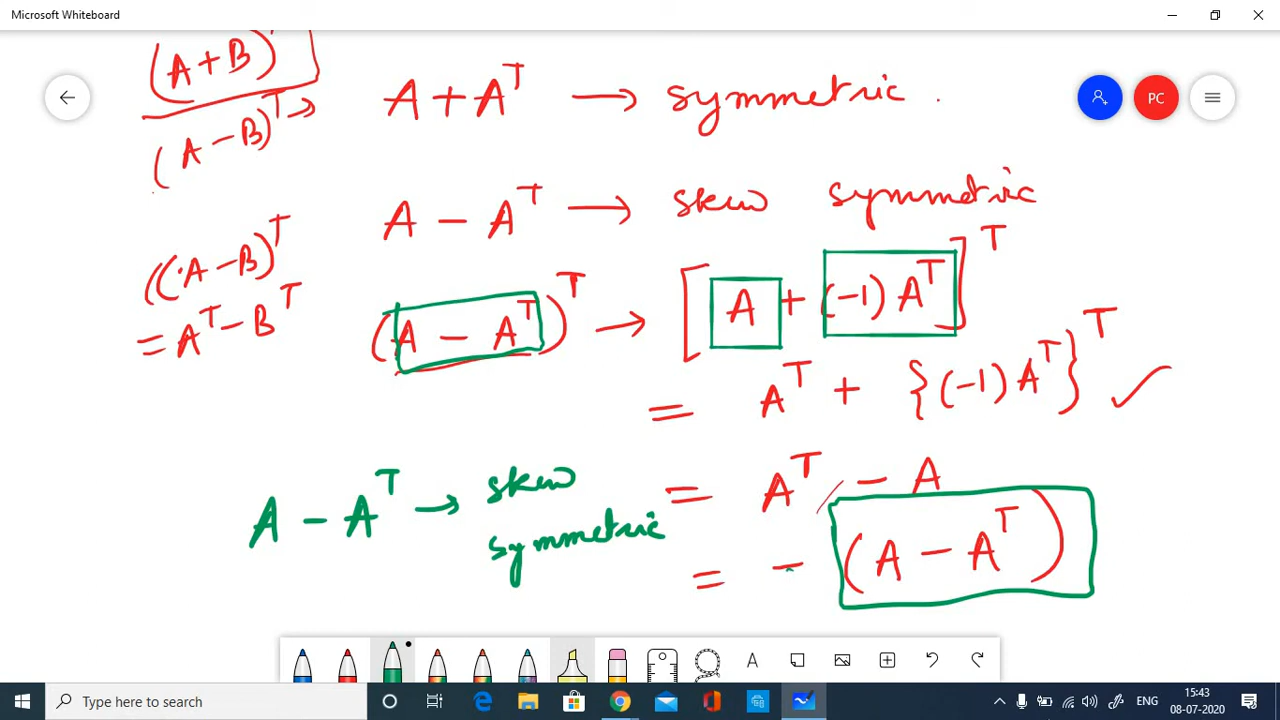 Microsoft Whiteboard
(A+B)
(A-B)^T →
A + A^T → symmetric.
PC
A - A^T → skew symmetric
((A-B)^T
= A^T - B^T
(A - A^T)^T → [A + (-1) A^T]^T
= A^T + {(-1) A^T}^T ✓
= A^T - A
A - A^T → skew symmetric
= - (A - A^T)
A
Type here to search
ENG
15:43
08-07-2020